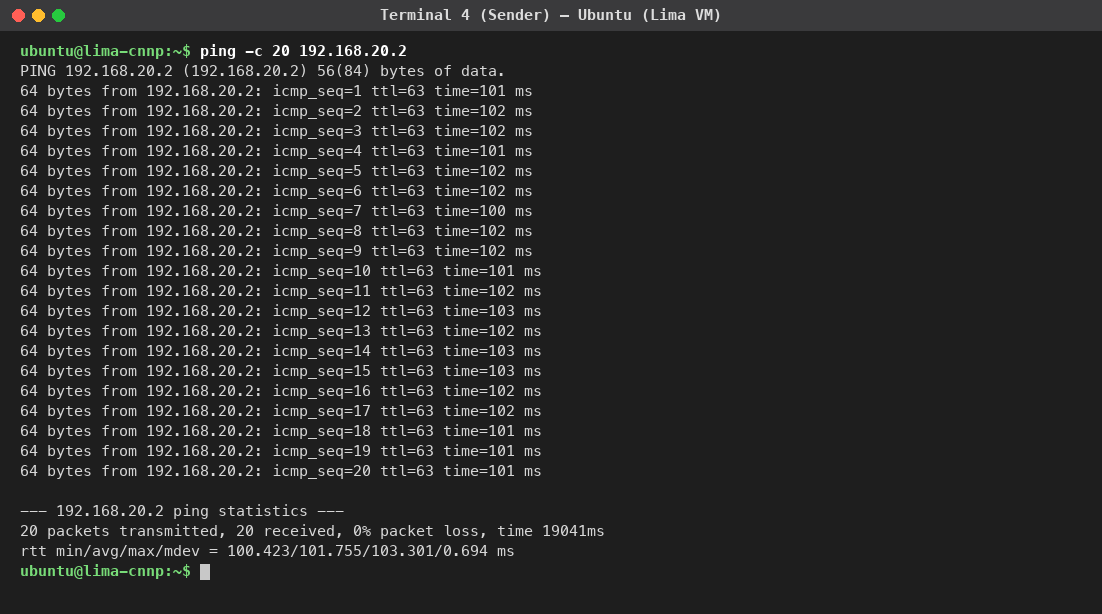 Terminal 4 (Sender) — Ubuntu (Lima VM)
ubuntu@lima-cnnp:~$ ping -c 20 192.168.20.2
PING 192.168.20.2 (192.168.20.2) 56(84) bytes of data.
64 bytes from 192.168.20.2: icmp_seq=1 ttl=63 time=101 ms
64 bytes from 192.168.20.2: icmp_seq=2 ttl=63 time=102 ms
64 bytes from 192.168.20.2: icmp_seq=3 ttl=63 time=102 ms
64 bytes from 192.168.20.2: icmp_seq=4 ttl=63 time=101 ms
64 bytes from 192.168.20.2: icmp_seq=5 ttl=63 time=102 ms
64 bytes from 192.168.20.2: icmp_seq=6 ttl=63 time=102 ms
64 bytes from 192.168.20.2: icmp_seq=7 ttl=63 time=100 ms
64 bytes from 192.168.20.2: icmp_seq=8 ttl=63 time=102 ms
64 bytes from 192.168.20.2: icmp_seq=9 ttl=63 time=102 ms
64 bytes from 192.168.20.2: icmp_seq=10 ttl=63 time=101 ms
64 bytes from 192.168.20.2: icmp_seq=11 ttl=63 time=102 ms
64 bytes from 192.168.20.2: icmp_seq=12 ttl=63 time=103 ms
64 bytes from 192.168.20.2: icmp_seq=13 ttl=63 time=102 ms
64 bytes from 192.168.20.2: icmp_seq=14 ttl=63 time=103 ms
64 bytes from 192.168.20.2: icmp_seq=15 ttl=63 time=103 ms
64 bytes from 192.168.20.2: icmp_seq=16 ttl=63 time=102 ms
64 bytes from 192.168.20.2: icmp_seq=17 ttl=63 time=102 ms
64 bytes from 192.168.20.2: icmp_seq=18 ttl=63 time=101 ms
64 bytes from 192.168.20.2: icmp_seq=19 ttl=63 time=101 ms
64 bytes from 192.168.20.2: icmp_seq=20 ttl=63 time=101 ms
--- 192.168.20.2 ping statistics ---
20 packets transmitted, 20 received, 0% packet loss, time 19041ms
rtt min/avg/max/mdev = 100.423/101.755/103.301/0.694 ms
ubuntu@lima-cnnp:~$